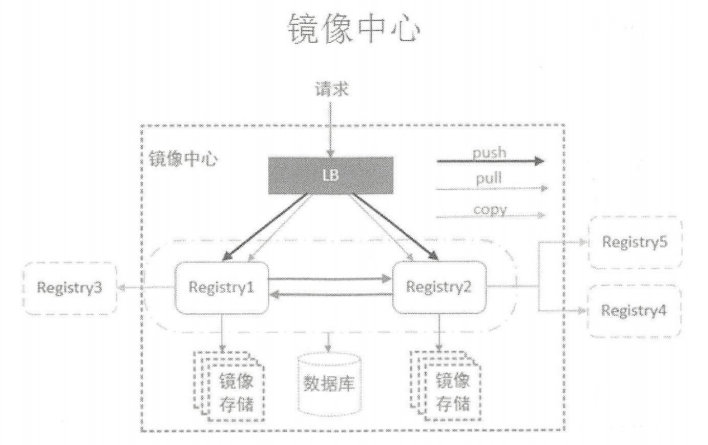 镜像中心
请求
镜像中心
LB
push
pull
copy
Registry5
Registry3
Registry1
Registry2
Registry4
镜像
存储
数据库
镜像
存储